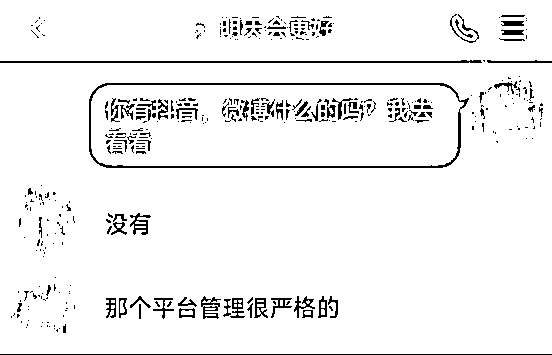 明天会更好
你有抖音，微博什么的吗？我去
看看
没有
那个平台管理很严格的